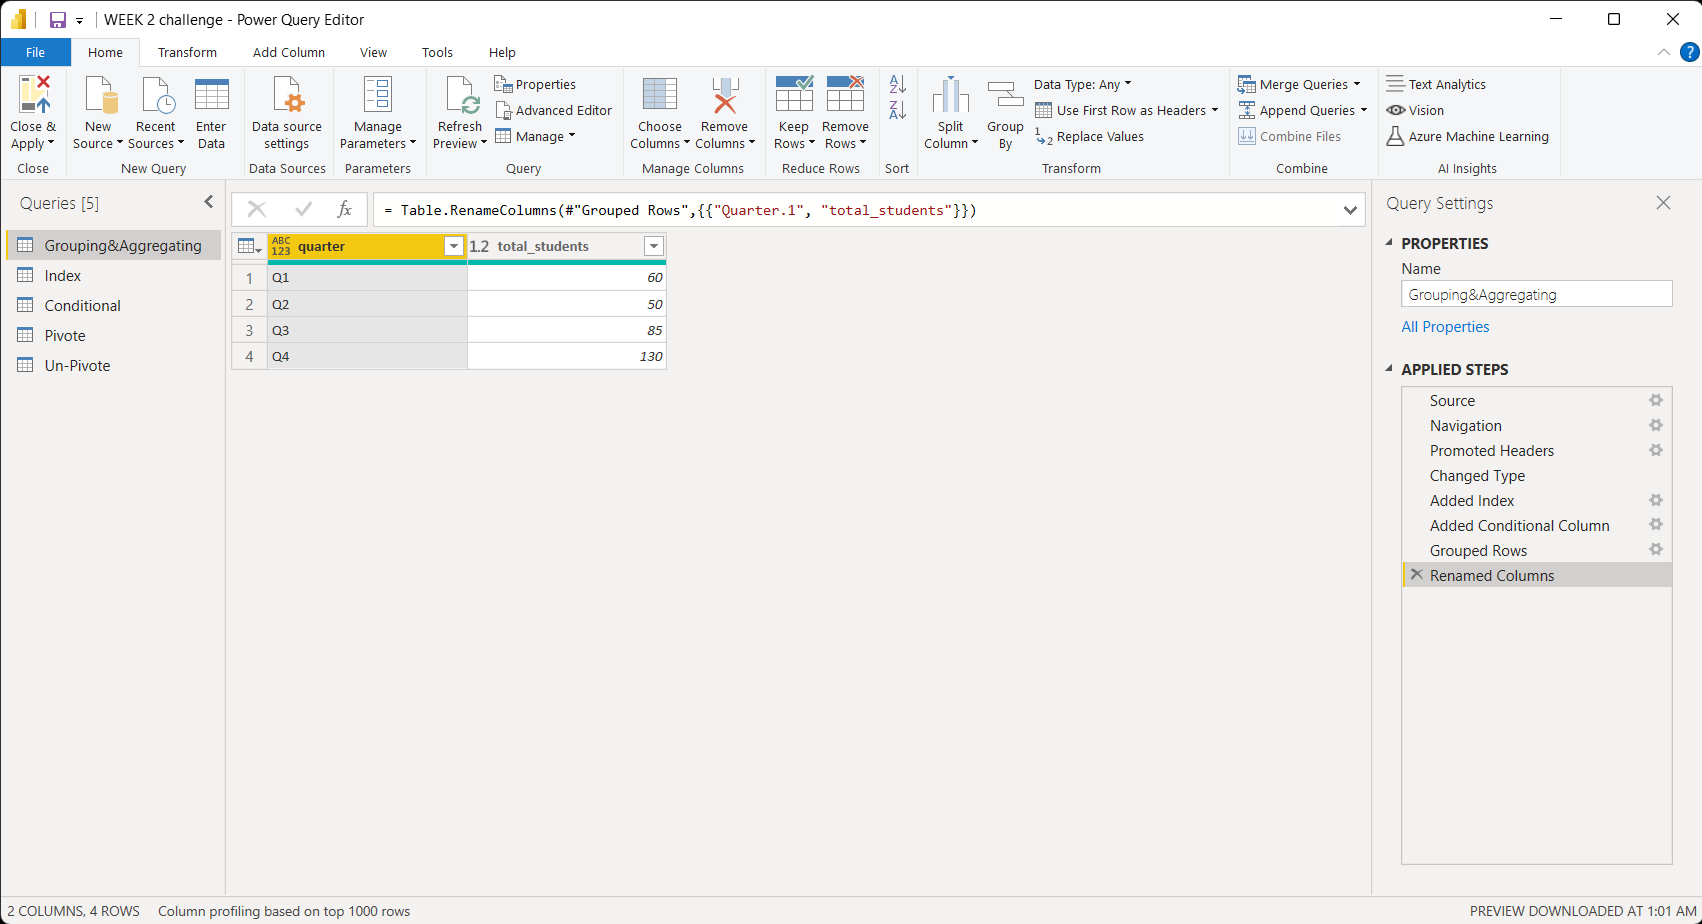 WEEK 2 challenge - Power Query Editor
File Home Transform Add Column View Tools Help
Close & Apply
New Source
Recent Sources
Enter Data
Data source settings
Manage Parameters
Refresh Preview
Properties
Advanced Editor
Manage
Choose Columns
Remove Columns
Keep Rows
Remove Rows
Split Column
Group By
Data Type: Any
Use First Row as Headers
Replace Values
Merge Queries
Append Queries
Combine Files
Text Analytics
Vision
Azure Machine Learning
Close New Query Data Sources Parameters Query Manage Columns Reduce Rows Sort Transform Combine AI Insights
Queries [5]
Grouping&Aggregating
Index
Conditional
Pivote
Un-Pivote
fx = Table.RenameColumns(#"Grouped Rows",{{"Quarter.1", "total_students"}})
ABC 123 quarter 1.2 total_students
1 Q1 60
2 Q2 50
3 Q3 85
4 Q4 130
Query Settings
PROPERTIES
Name
Grouping&Aggregating
All Properties
APPLIED STEPS
Source
Navigation
Promoted Headers
Changed Type
Added Index
Added Conditional Column
Grouped Rows
Renamed Columns
2 COLUMNS, 4 ROWS Column profiling based on top 1000 rows PREVIEW DOWNLOADED AT 1:01 AM